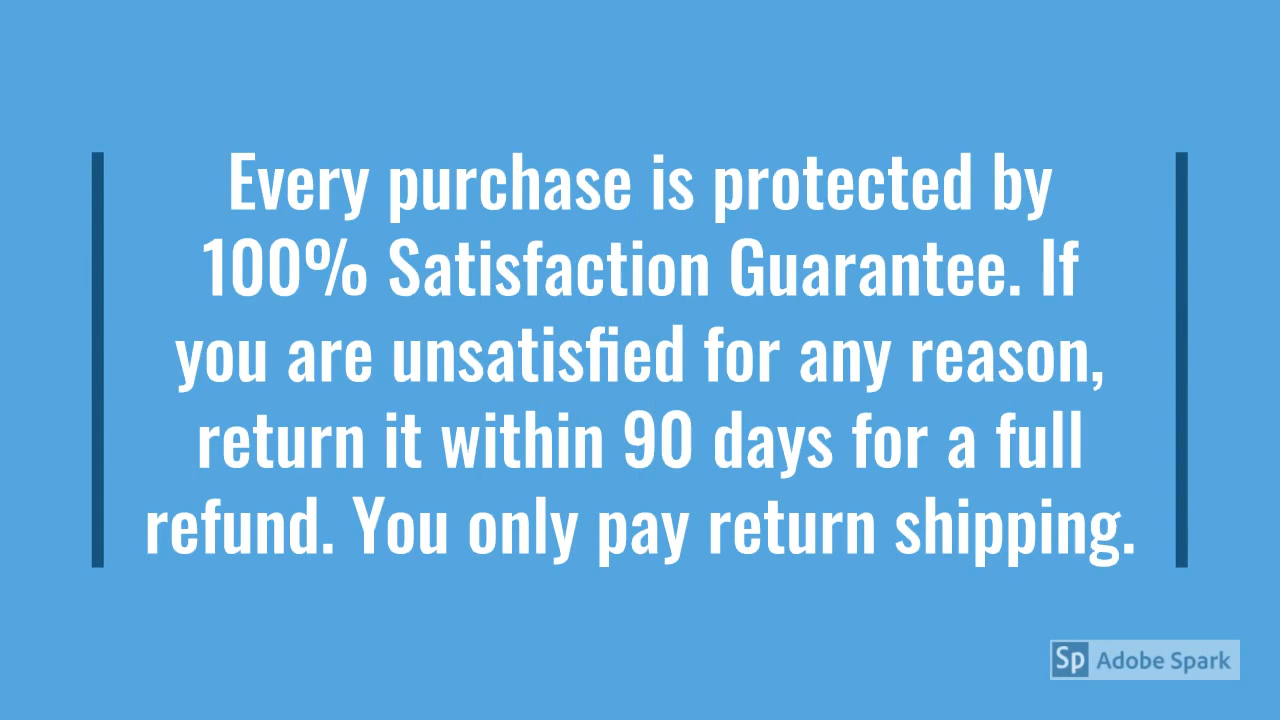 Every purchase is protected by
100% Satisfaction Guarantee. If
you are unsatisfied for any reason,
return it within 90 days for a full
refund. You only pay return shipping.
Sp Adobe Spark